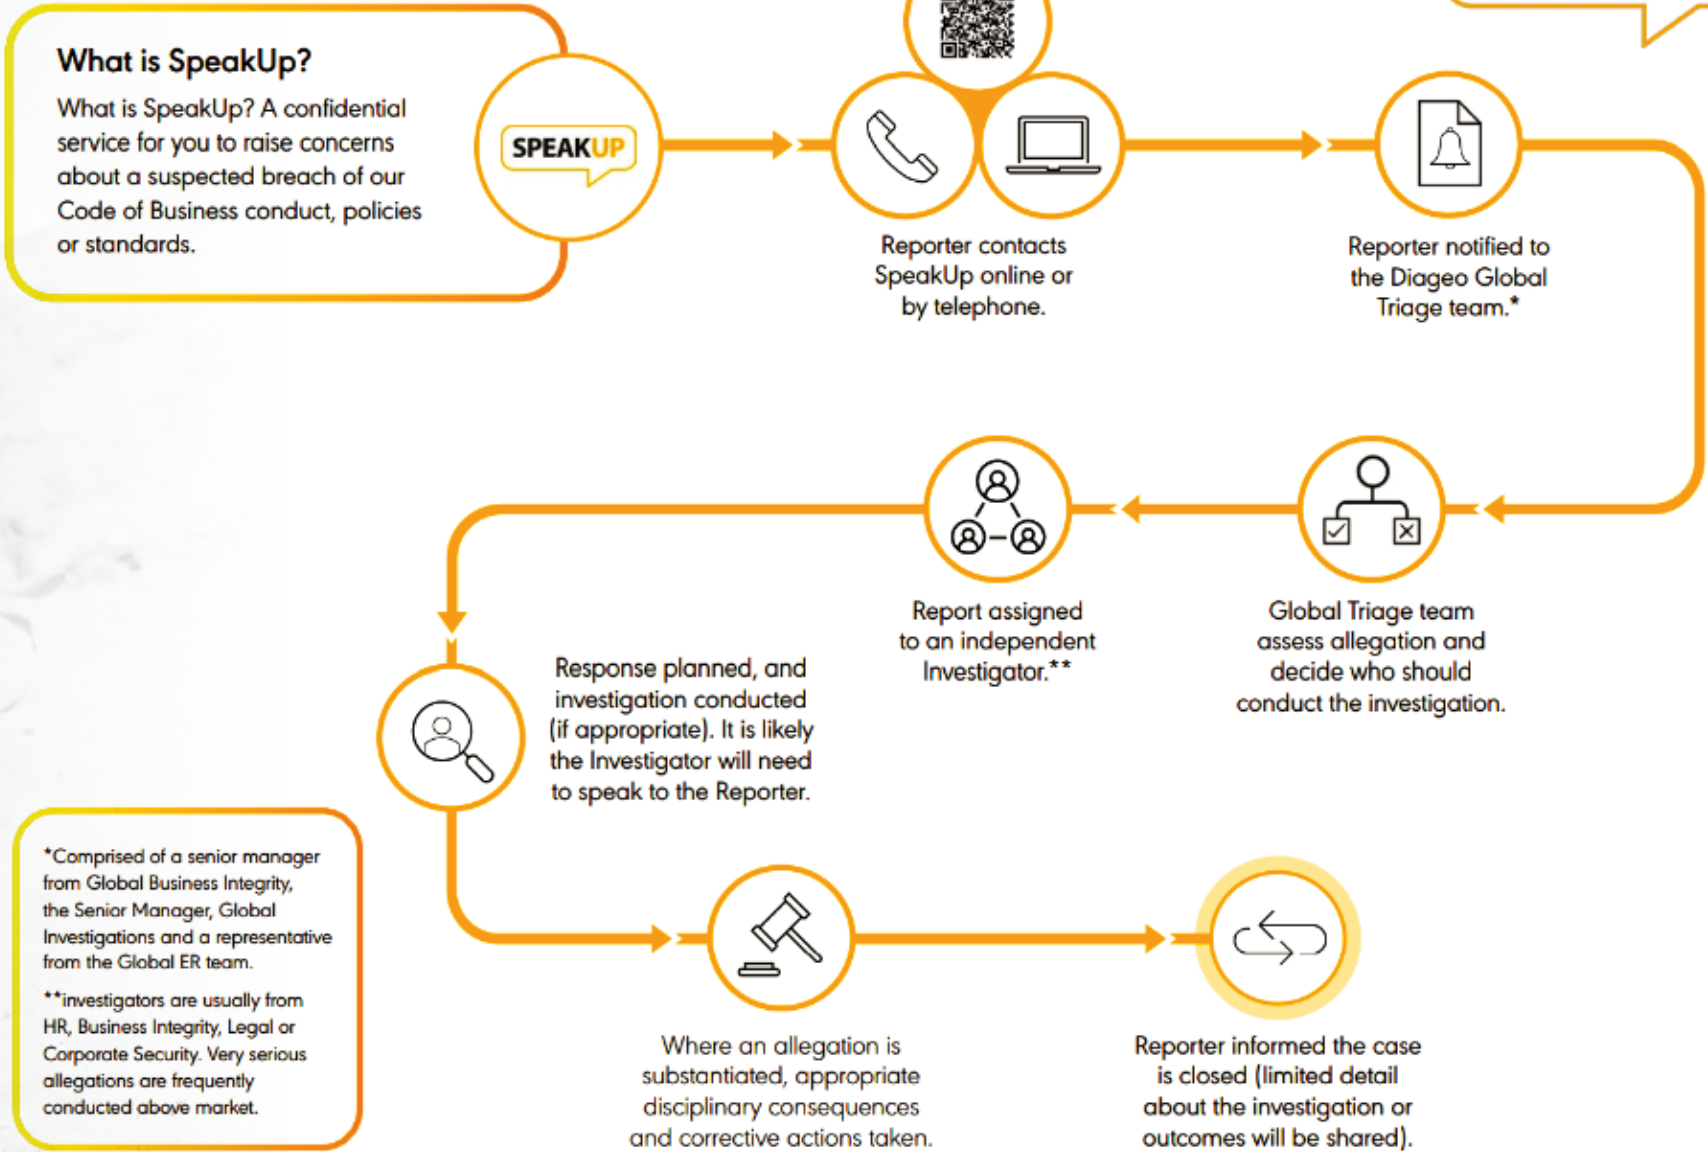 What is SpeakUp?
What is SpeakUp? A confidential
service for you to raise concerns
about a suspected breach of our
Code of Business conduct, policies
or standards.
SPEAKUP
Reporter contacts
SpeakUp online or
by telephone.
Reporter notified to
the Diageo Global
Triage team.*
Global Triage team
assess allegation and
decide who should
conduct the investigation.
Report assigned
to an independent
Investigator.**
Response planned, and
investigation conducted
(if appropriate). It is likely
the Investigator will need
to speak to the Reporter.
Where an allegation is
substantiated, appropriate
disciplinary consequences
and corrective actions taken.
Reporter informed the case
is closed (limited detail
about the investigation or
outcomes will be shared).
*Comprised of a senior manager
from Global Business Integrity,
the Senior Manager, Global
Investigations and a representative
from the Global ER team.
**investigators are usually from
HR, Business Integrity, Legal or
Corporate Security. Very serious
allegations are frequently
conducted above market.